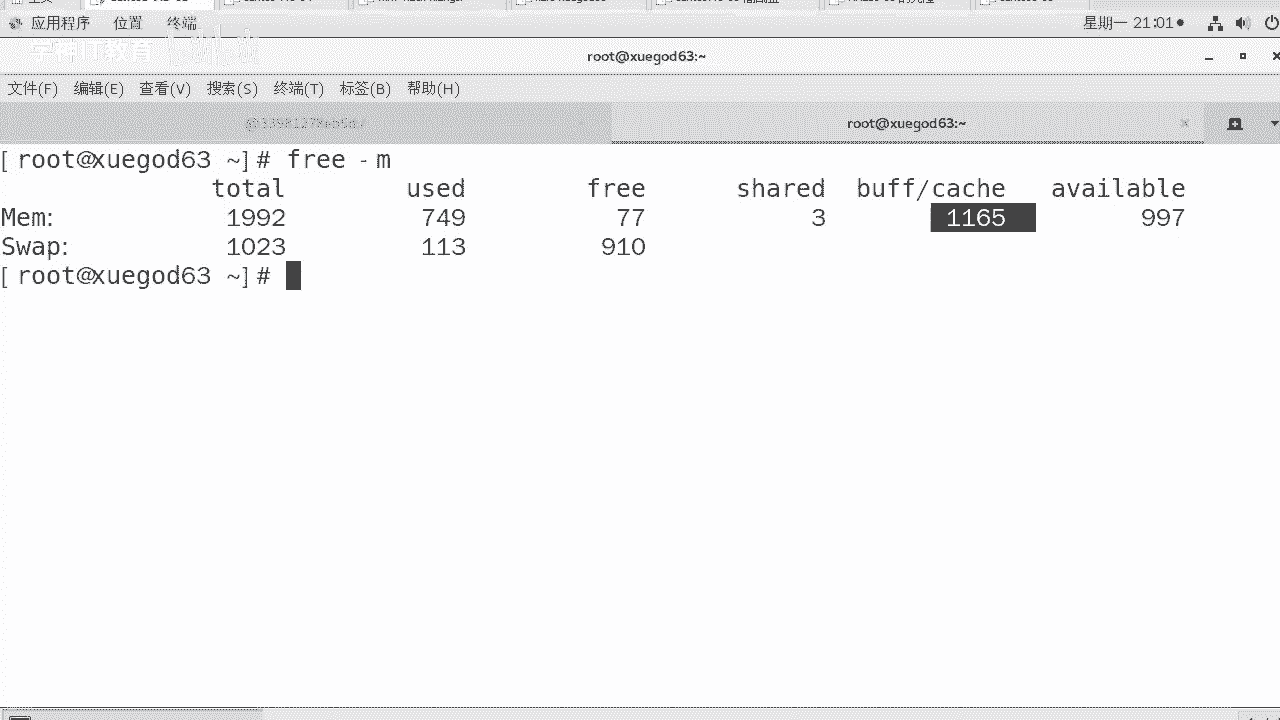 应用程序 位置 终端 星期一 21:01
学神IT教育
root@xuegod63:~
文件(F) 编辑(E) 查看(V) 搜索(S) 终端(T) 标签(B) 帮助(H)
root@xuegod63:~
[root@xuegod63 ~]# free -m
total used free shared buff/cache available
Mem: 1992 749 77 3 1165 997
Swap: 1023 113 910
[root@xuegod63 ~]#